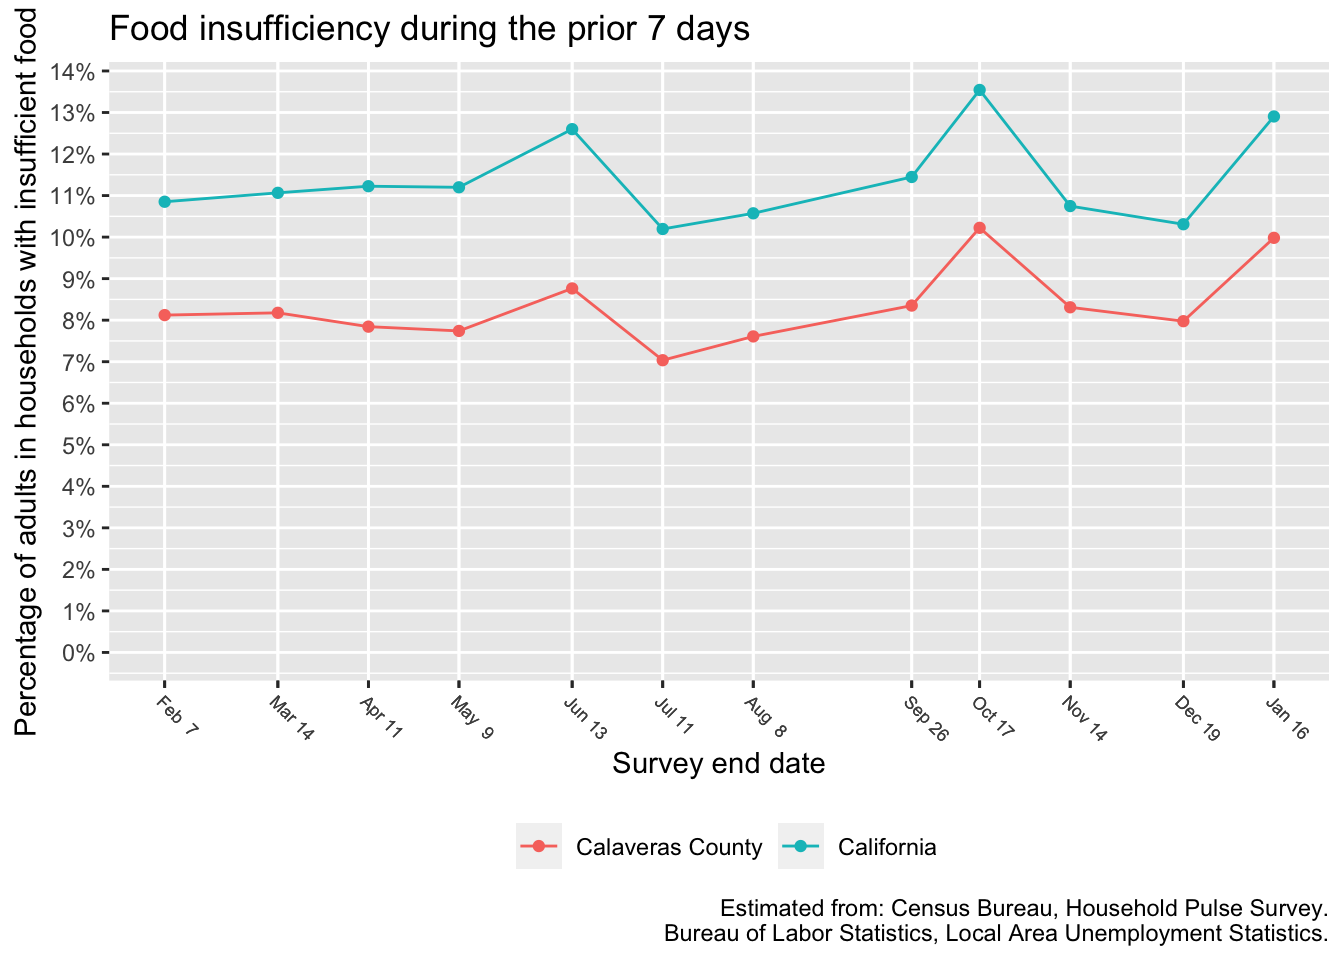 Food insufficiency during the prior 7 days
Percentage of adults in households with insufficient food
14%
13%
12%
11%
10%
9%
8%
7%
6%
5%
4%
3%
2%
1%
0%
Feb 7
Mar 14
Apr 11
May 9
Jun 13
Jul 11
Aug 8
Sep 26
Oct 17
Nov 14
Dec 19
Jan 16
Survey end date
Calaveras County
California
Estimated from: Census Bureau, Household Pulse Survey.
Bureau of Labor Statistics, Local Area Unemployment Statistics.